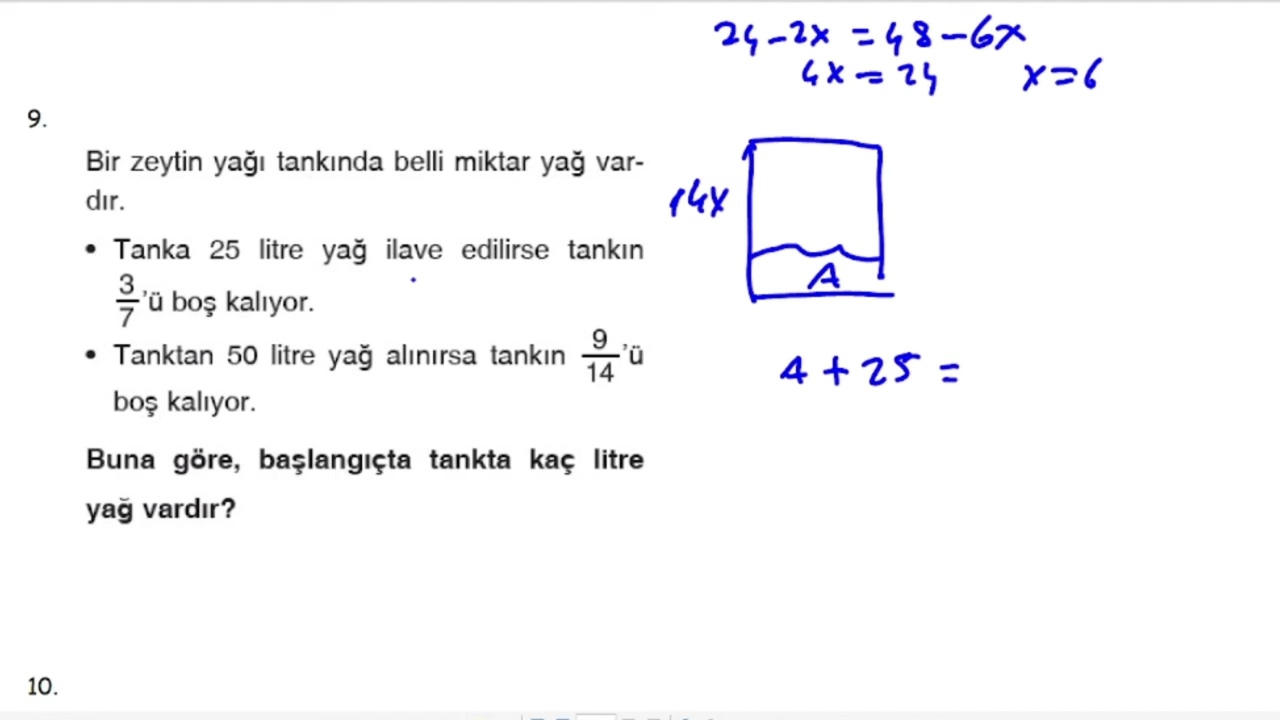 24-2x = 48-6x
4x = 24 x=6
9.
Bir zeytin yağı tankında belli miktar yağ var-
dır.
• Tanka 25 litre yağ ilave edilirse tankın
3/7'ü boş kalıyor.
• Tanktan 50 litre yağ alınırsa tankın 9/14'ü
boş kalıyor.
Buna göre, başlangıçta tankta kaç litre
yağ vardır?
14x
A
A + 25 =
10.